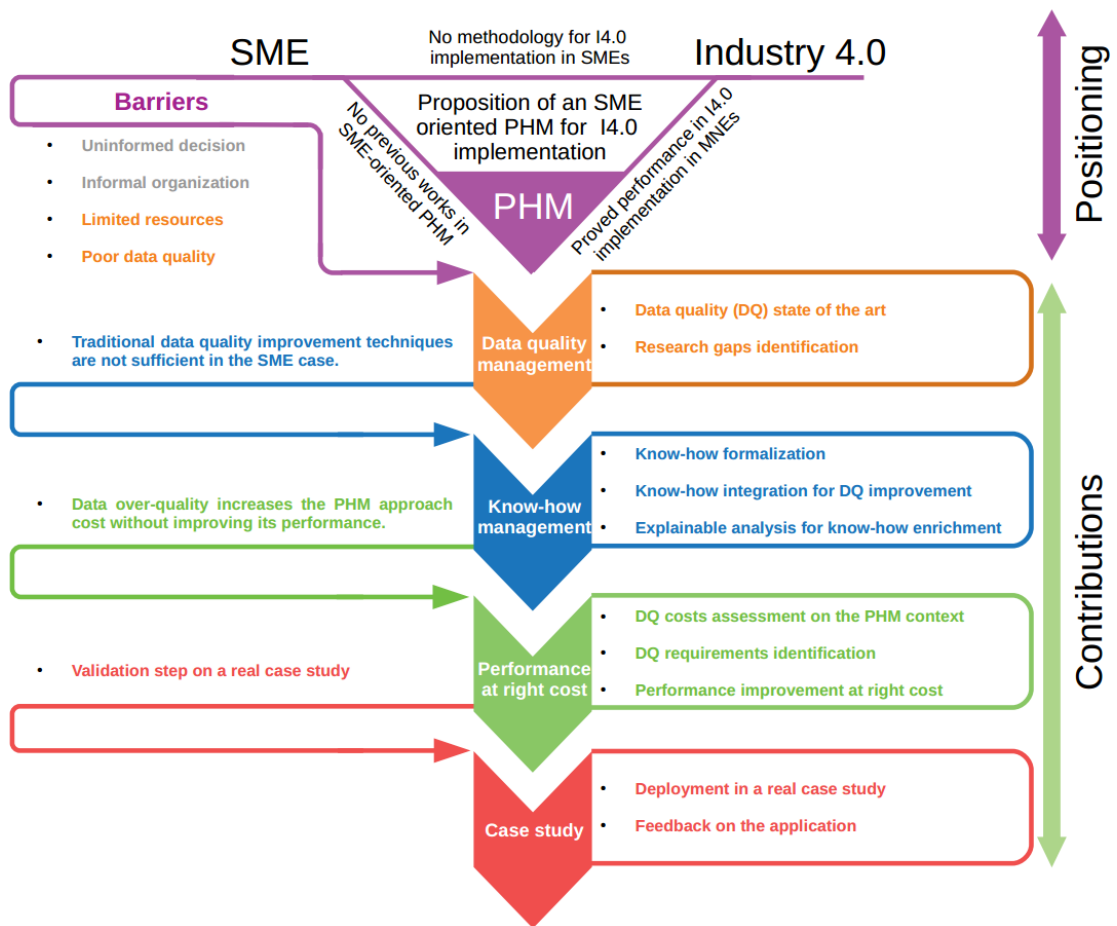 SME
No methodology for I4.0
implementation in SMEs
Industry 4.0
Positioning
Barriers
• Uninformed decision
• Informal organization
• Limited resources
• Poor data quality
No previous works in
SME-oriented PHM
Proposition of an SME
oriented PHM for I4.0
implementation
PHM
Proved performance in I4.0
implementation in MNEs
• Traditional data quality improvement techniques
are not sufficient in the SME case.
Data quality
management
• Data quality (DQ) state of the art
• Research gaps identification
Contributions
• Data over-quality increases the PHM approach
cost without improving its performance.
Know-how
management
• Know-how formalization
• Know-how integration for DQ improvement
• Explainable analysis for know-how enrichment
• Validation step on a real case study
Performance
at right cost
• DQ costs assessment on the PHM context
• DQ requirements identification
• Performance improvement at right cost
Case study
• Deployment in a real case study
• Feedback on the application